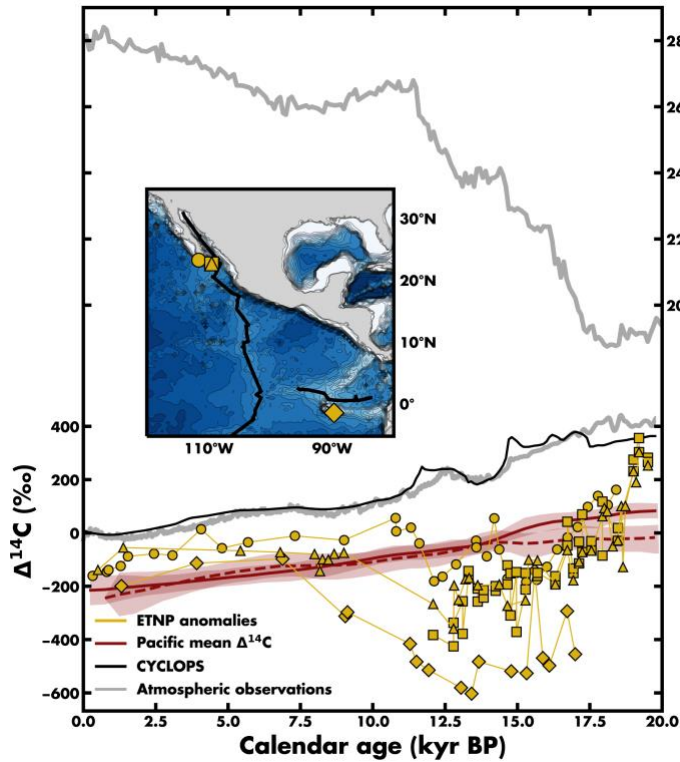 28
26
24
22
20
30°N
20°N
10°N
0°
110°W
90°W
400
200
0
−200
−400
−600
Δ¹⁴C (‰)
ETNP anomalies
Pacific mean Δ¹⁴C
CYCLOPS
Atmospheric observations
0.0 2.5 5.0 7.5 10.0 12.5 15.0 17.5 20.0
Calendar age (kyr BP)